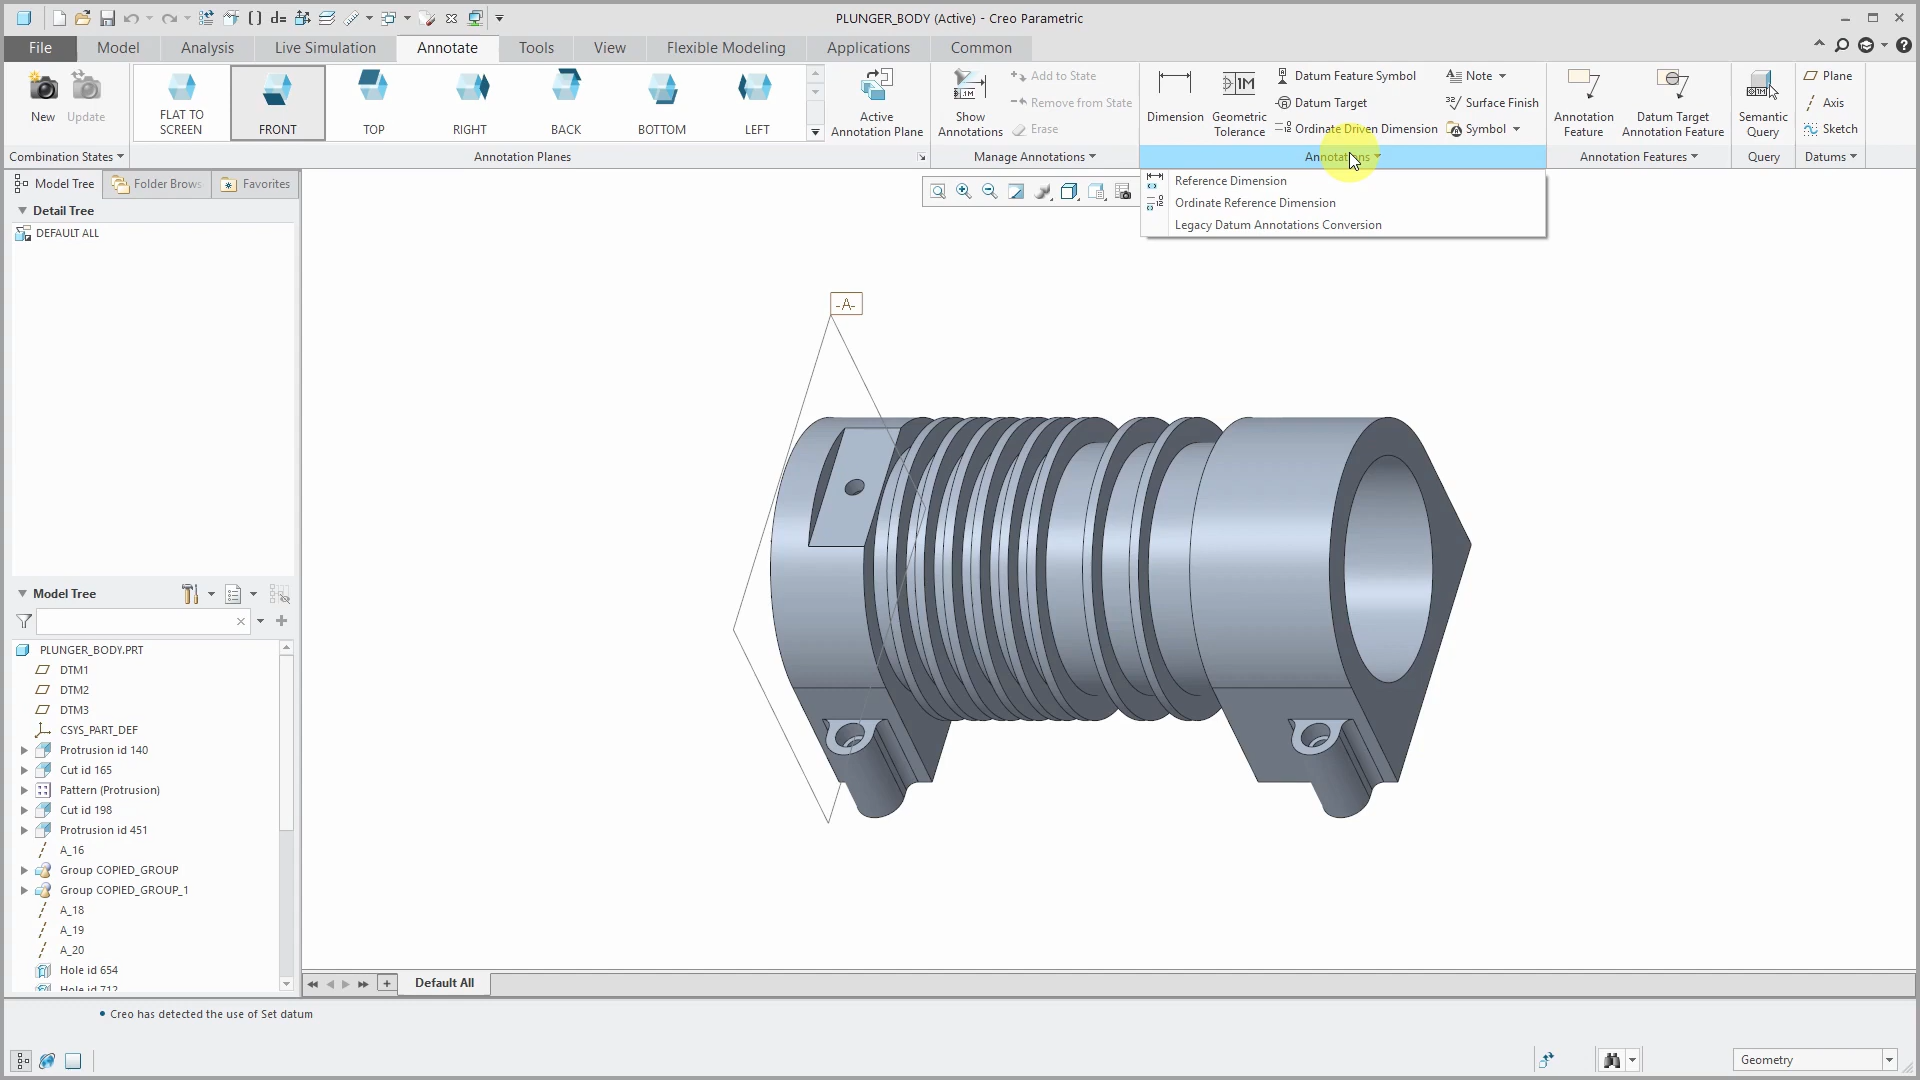 PLUNGER_BODY (Active) - Creo Parametric
File Model Analysis Live Simulation Annotate Tools View Flexible Modeling Applications Common
New
Update
Combination States
FLAT TO SCREEN
FRONT
TOP
RIGHT
BACK
BOTTOM
LEFT
Annotation Planes
Active Annotation Plane
Show Annotations
Add to State
Remove from State
Erase
Manage Annotations
Dimension
Geometric Tolerance
Datum Feature Symbol
Datum Target
Ordinate Driven Dimension
Note
Surface Finish
Symbol
Annotations
Annotation Feature
Datum Target Annotation Feature
Annotation Features
Semantic Query
Query
Plane
Axis
Sketch
Datums
Reference Dimension
Ordinate Reference Dimension
Legacy Datum Annotations Conversion
Model Tree
Folder Brows
Favorites
Detail Tree
DEFAULT ALL
-A-
Model Tree
PLUNGER_BODY.PRT
DTM1
DTM2
DTM3
CSYS_PART_DEF
Protrusion id 140
Cut id 165
Pattern (Protrusion)
Cut id 198
Protrusion id 451
A_16
Group COPIED_GROUP
Group COPIED_GROUP_1
A_18
A_19
A_20
Hole id 654
Hole id 712
Default All
Creo has detected the use of Set datum
Geometry